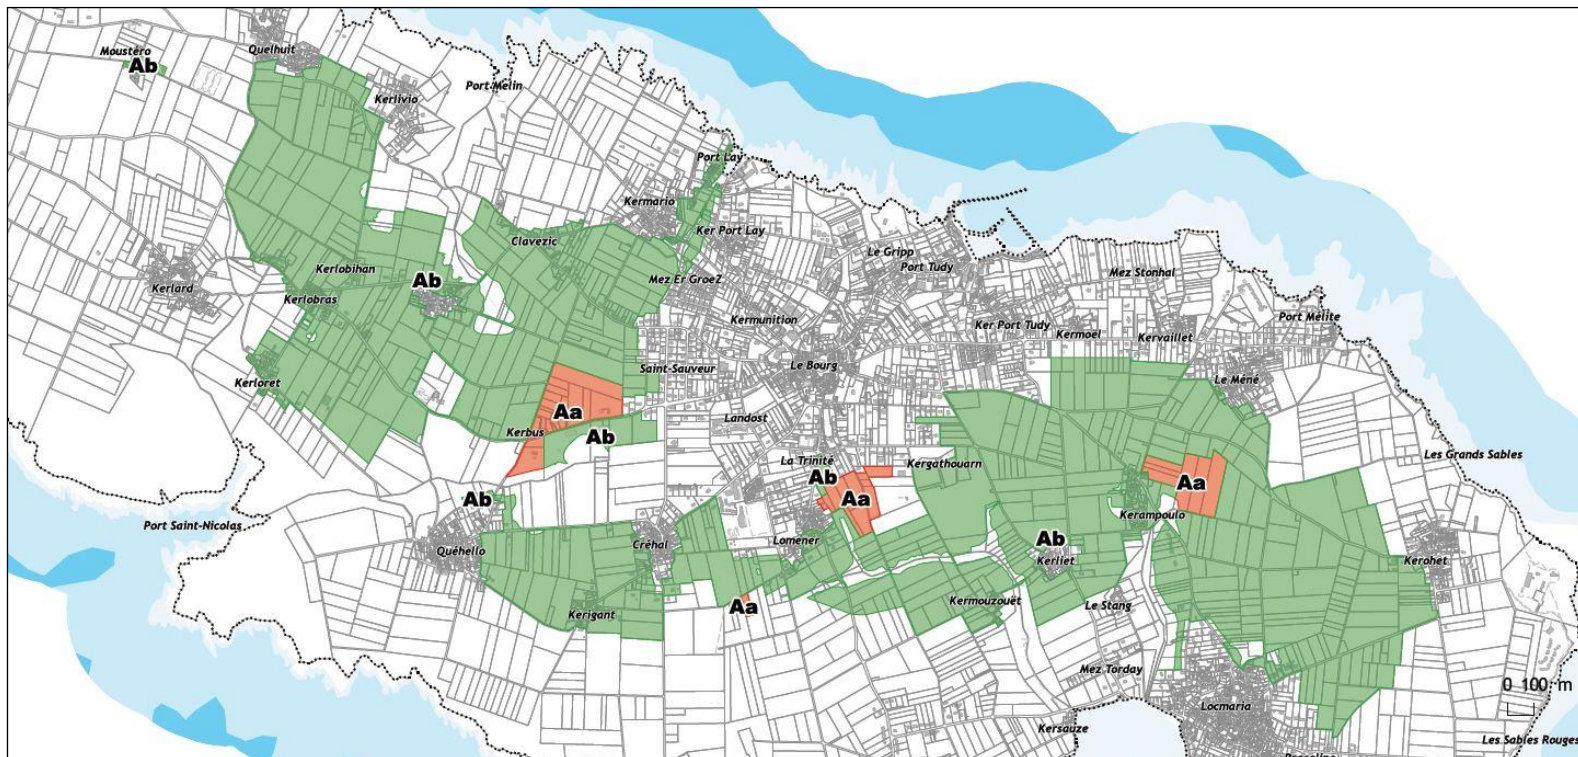 Moustéro
Quelhuit
Ab
Kerlivio
Port Melin
Port Lay
Kermario
Ker Port Lay
Clavezic
Le Gripp
Port Tudy
Mez Stonhal
Kerlard
Kerlobihan
Ab
Mez Er GroeZ
Kerlobras
Kermunition
Ker Port Tudy
Kermoël
Kervaillet
Port Mélite
Kerloret
Saint-Sauveur
Le Bourg
Le Méné
Aa
Landost
Kerbus
Ab
La Trinité
Kergathouarn
Les Grands Sables
Ab
Ab
Aa
Aa
Port Saint-Nicolas
Kerampoulo
Quéhello
Créhal
Lomener
Ab
Kerliet
Kerohet
Aa
Kermouzouët
Le Stang
Kerigant
Mez Torday
0 100 m
Locmaria
Kersauze
Les Sables Rouges